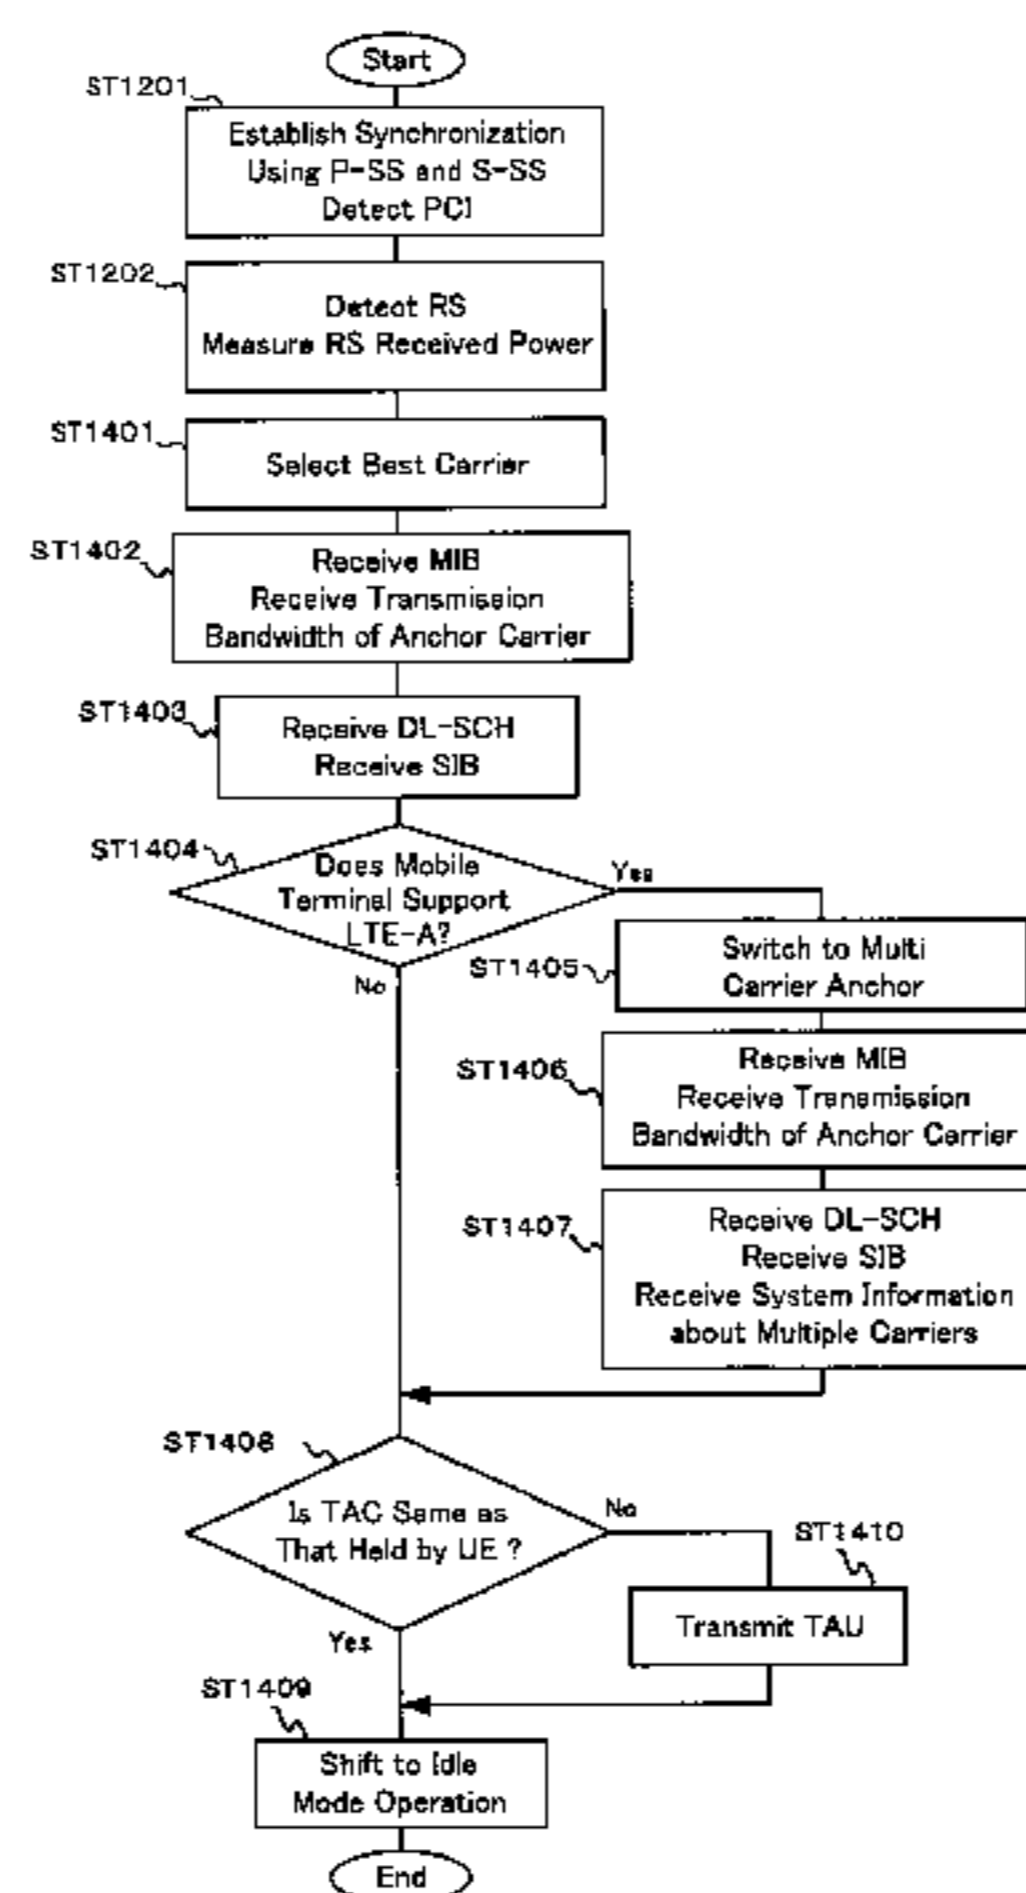 Start
ST1201
Establish Synchronization
Using P-SS and S-SS
Detect PCI
ST1202
Detect RS
Measure RS Received Power
ST1401
Select Best Carrier
ST1402
Receive MIB
Receive Transmission
Bandwidth of Anchor Carrier
ST1403
Receive DL-SCH
Receive SIB
ST1404
Does Mobile
Terminal Support
LTE-A?
Yes
No
ST1405
Switch to Multi
Carrier Anchor
ST1406
Receive MIB
Receive Transmission
Bandwidth of Anchor Carrier
ST1407
Receive DL-SCH
Receive SIB
Receive System Information
about Multiple Carriers
ST1408
Is TAC Same as
That Held by UE ?
No
ST1410
Transmit TAU
Yes
ST1409
Shift to Idle
Mode Operation
End